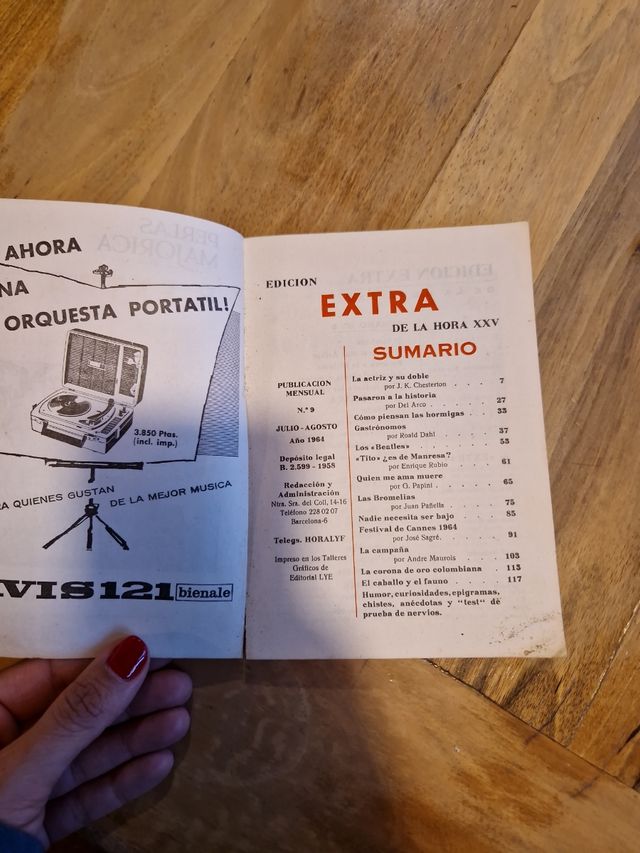 AHORA
NA
ORQUESTA PORTATIL!
3.850 Ptas.
(incl. imp.)
A QUIENES GUSTAN
DE LA MEJOR MUSICA
VIS 121 bienale
PERLAS
MAJORICA
EDICION
EXTRA
DE LA HORA XXV
PUBLICACION
MENSUAL
N.º 9
JULIO - AGOSTO
Año 1964
Depósito legal
B. 2.599 - 1958
Redacción y
Administración
Ntra. Sra. del Coll, 14-16
Teléfono 228 02 07
Barcelona-6
Telegs. HORALYF
Impreso en los Talleres
Gráficos de
Editorial LYE
SUMARIO
La actriz y su doble
por J. K. Chesterton . . . 7
Pasaron a la historia
por Del Arco . . . . 27
Cómo piensan las hormigas . . 33
Gastrónomos
por Roald Dahl . . . 37
Los «Beatles» . . . . . 53
«Tito» ¿es de Manresa?
por Enrique Rubio . . . 61
Quien me ama muere
por G. Papini . . . . 65
Las Bromelias
por Juan Pañella . . . 75
Nadie necesita ser bajo . . . 85
Festival de Cannes 1964
por José Sagré. . . . 91
La campaña
por Andre Maurois . . . 103
La corona de oro colombiana . . 113
El caballo y el fauno . . . . 117
Humor, curiosidades, epigramas,
chistes, anécdotas y "test" de
prueba de nervios.